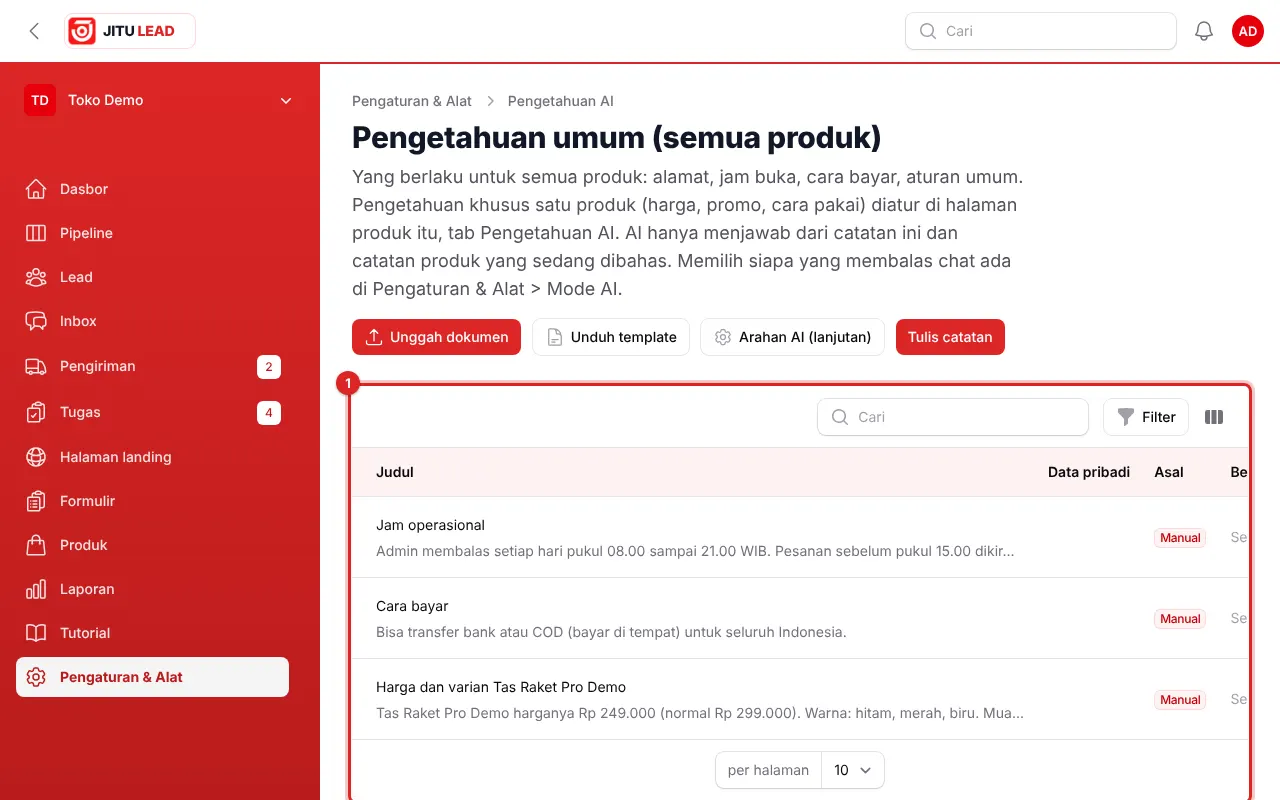 JITU LEAD
Cari
AD
TD
Toko Demo
Dasbor
Pipeline
Lead
Inbox
Pengiriman
2
Tugas
4
Halaman landing
Formulir
Produk
Laporan
Tutorial
Pengaturan & Alat
Pengaturan & Alat
Pengetahuan AI
Pengetahuan umum (semua produk)
Yang berlaku untuk semua produk: alamat, jam buka, cara bayar, aturan umum.
Pengetahuan khusus satu produk (harga, promo, cara pakai) diatur di halaman
produk itu, tab Pengetahuan AI. AI hanya menjawab dari catatan ini dan
catatan produk yang sedang dibahas. Memilih siapa yang membalas chat ada
di Pengaturan & Alat > Mode AI.
Unggah dokumen
Unduh template
Arahan AI (lanjutan)
Tulis catatan
1
Cari
Filter
Judul
Data pribadi
Asal
Be
Jam operasional
Admin membalas setiap hari pukul 08.00 sampai 21.00 WIB. Pesanan sebelum pukul 15.00 dikir...
Manual
Se
Cara bayar
Bisa transfer bank atau COD (bayar di tempat) untuk seluruh Indonesia.
Manual
Se
Harga dan varian Tas Raket Pro Demo
Tas Raket Pro Demo harganya Rp 249.000 (normal Rp 299.000). Warna: hitam, merah, biru. Mua...
Manual
Se
per halaman
10